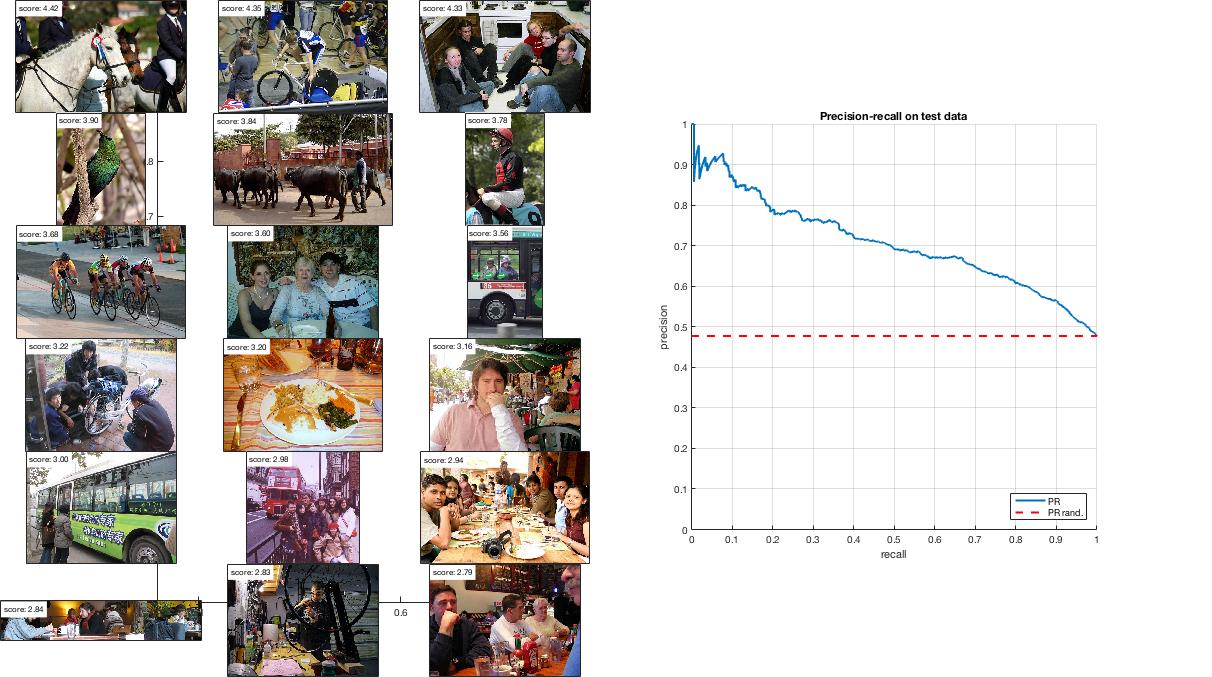 score: 4.42
score: 4.35
score: 4.33
score: 3.90
score: 3.84
score: 3.78
.8
.7
score: 3.68
score: 3.60
score: 3.56
score: 3.22
score: 3.20
score: 3.16
score: 3.00
score: 2.98
score: 2.94
score: 2.84
score: 2.83
score: 2.79
0.6
Precision-recall on test data
1
0.9
0.8
0.7
0.6
0.5
0.4
0.3
0.2
0.1
0
precision
0 0.1 0.2 0.3 0.4 0.5 0.6 0.7 0.8 0.9 1
recall
PR
PR rand.